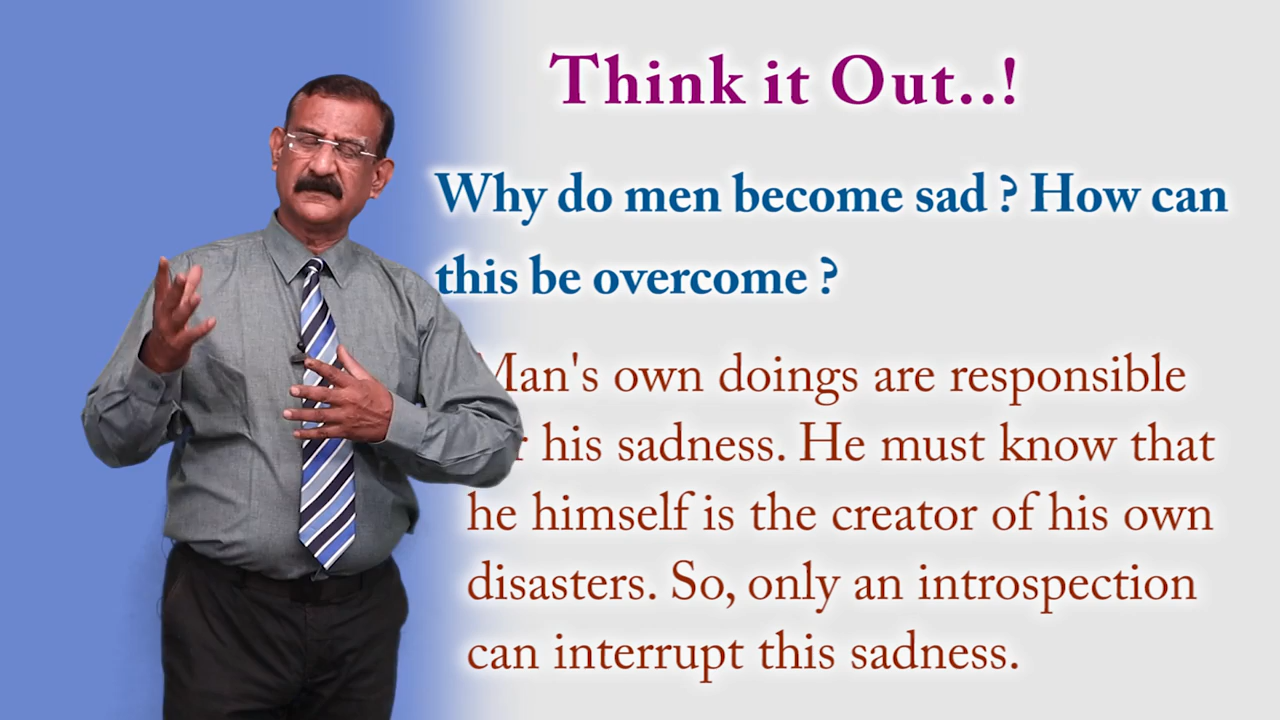 Think it Out..!
Why do men become sad ? How can
this be overcome ?
Man's own doings are responsible
his sadness. He must know that
he himself is the creator of his own
disasters. So, only an introspection
can interrupt this sadness.